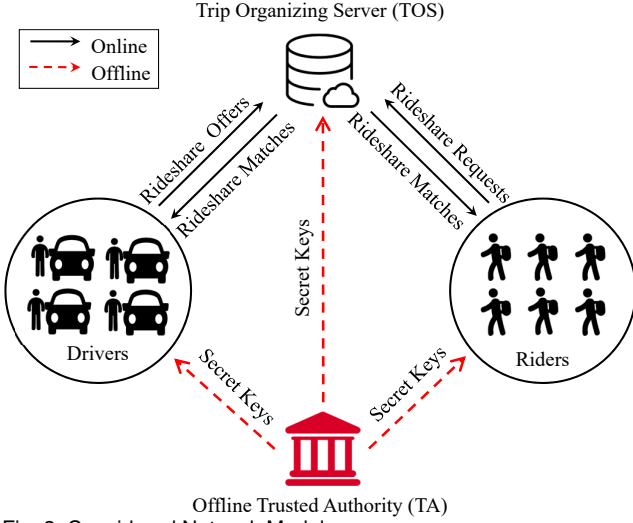 Trip Organizing Server (TOS)
Online
Offline
Rideshare Offers
Rideshare Matches
Rideshare Requests
Rideshare Matches
Secret Keys
Drivers
Riders
Secret Keys
Secret Keys
Offline Trusted Authority (TA)